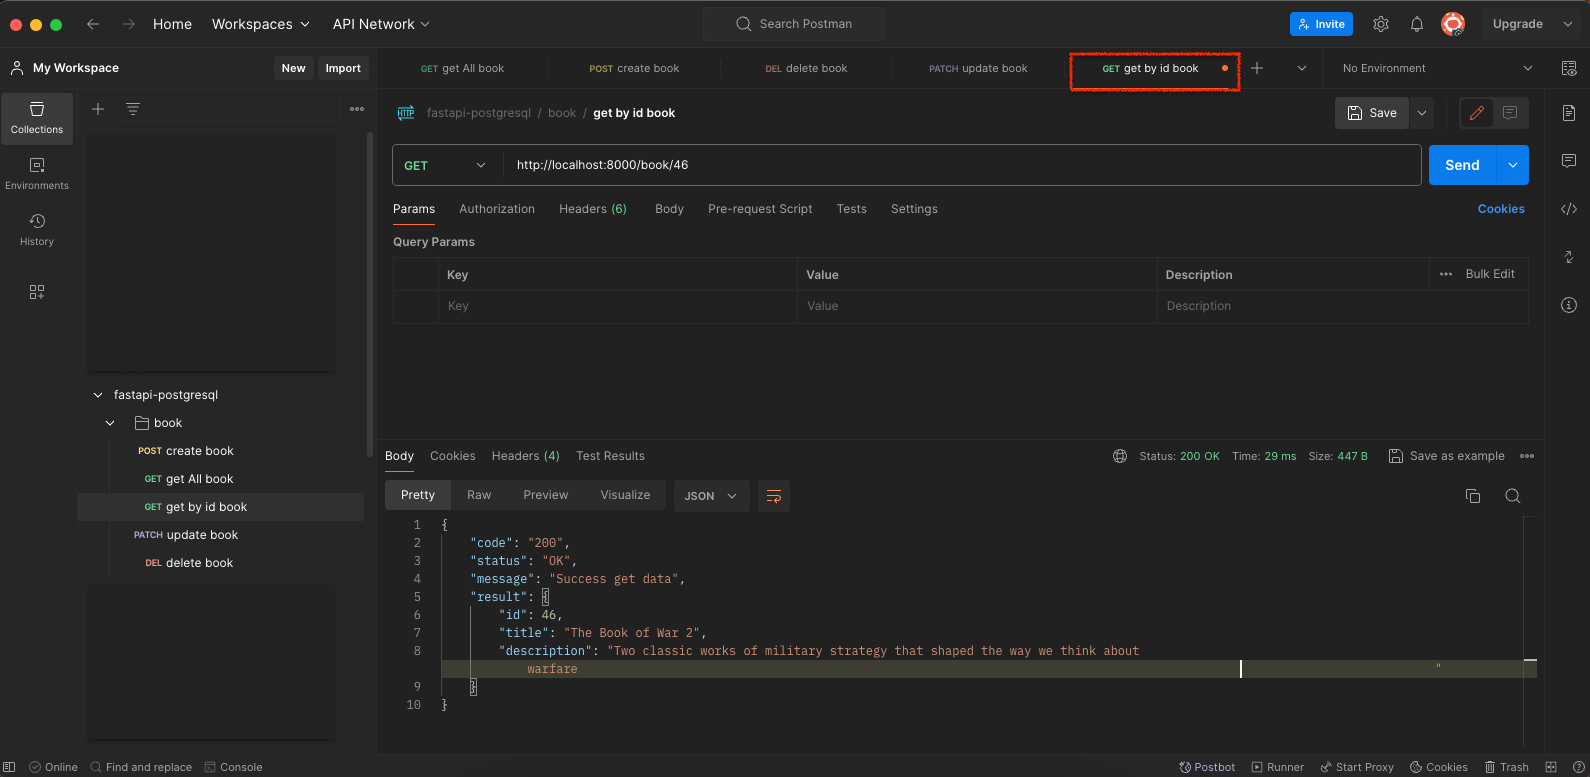 Home Workspaces API Network Search Postman Invite Upgrade
My Workspace New Import
GET get All book POST create book DEL delete book PATCH update book GET get by id book No Environment
Collections
Environments
History
fastapi-postgresql
book
POST create book
GET get All book
GET get by id book
PATCH update book
DEL delete book
HTTP fastapi-postgresql / book / get by id book Save
GET http://localhost:8000/book/46 Send
Params Authorization Headers (6) Body Pre-request Script Tests Settings Cookies
Query Params
Key Value Description Bulk Edit
Key Value Description
Body Cookies Headers (4) Test Results Status: 200 OK Time: 29 ms Size: 447 B Save as example
Pretty Raw Preview Visualize JSON
1 {
2 "code": "200",
3 "status": "OK",
4 "message": "Success get data",
5 "result": {
6 "id": 46,
7 "title": "The Book of War 2",
8 "description": "Two classic works of military strategy that shaped the way we think about
warfare "
9 }
10 }
Online Find and replace Console Postbot Runner Start Proxy Cookies Trash